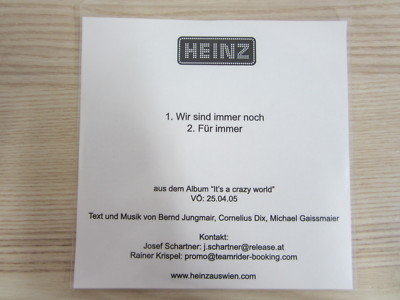 HEINZ
1. Wir sind immer noch
2. Für immer
aus dem Album "It's a crazy world"
VÖ: 25.04.05
Text und Musik von Bernd Jungmair, Cornelius Dix, Michael Gaissmaier
Kontakt:
Josef Schartner: j.schartner@release.at
Rainer Krispel: promo@teamrider-booking.com
www.heinzauswien.com